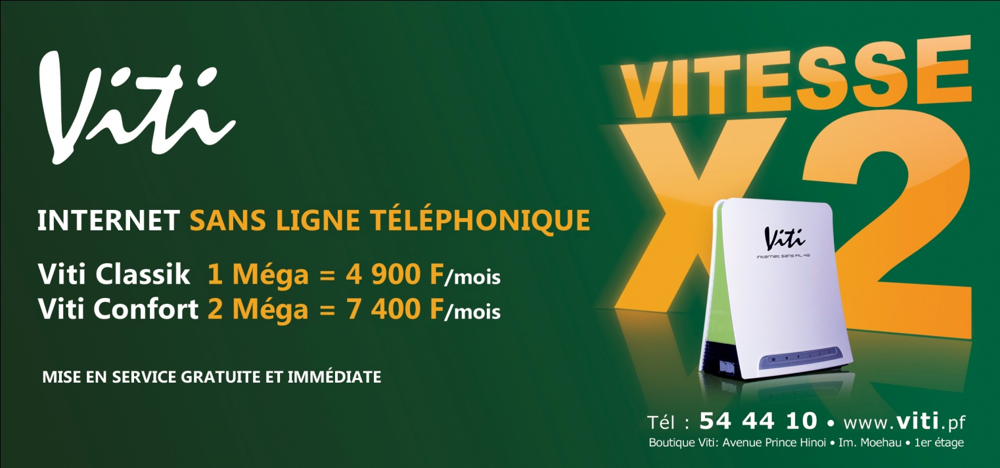 Viti
VITESSE
X2
INTERNET SANS LIGNE TÉLÉPHONIQUE
Viti Classik 1 Méga = 4 900 F/mois
Viti Confort 2 Méga = 7 400 F/mois
MISE EN SERVICE GRATUITE ET IMMÉDIATE
Viti
internet sans fil 4G
Tél : 54 44 10 • www.viti.pf
Boutique Viti: Avenue Prince Hinoi • Im. Moehau • 1er étage